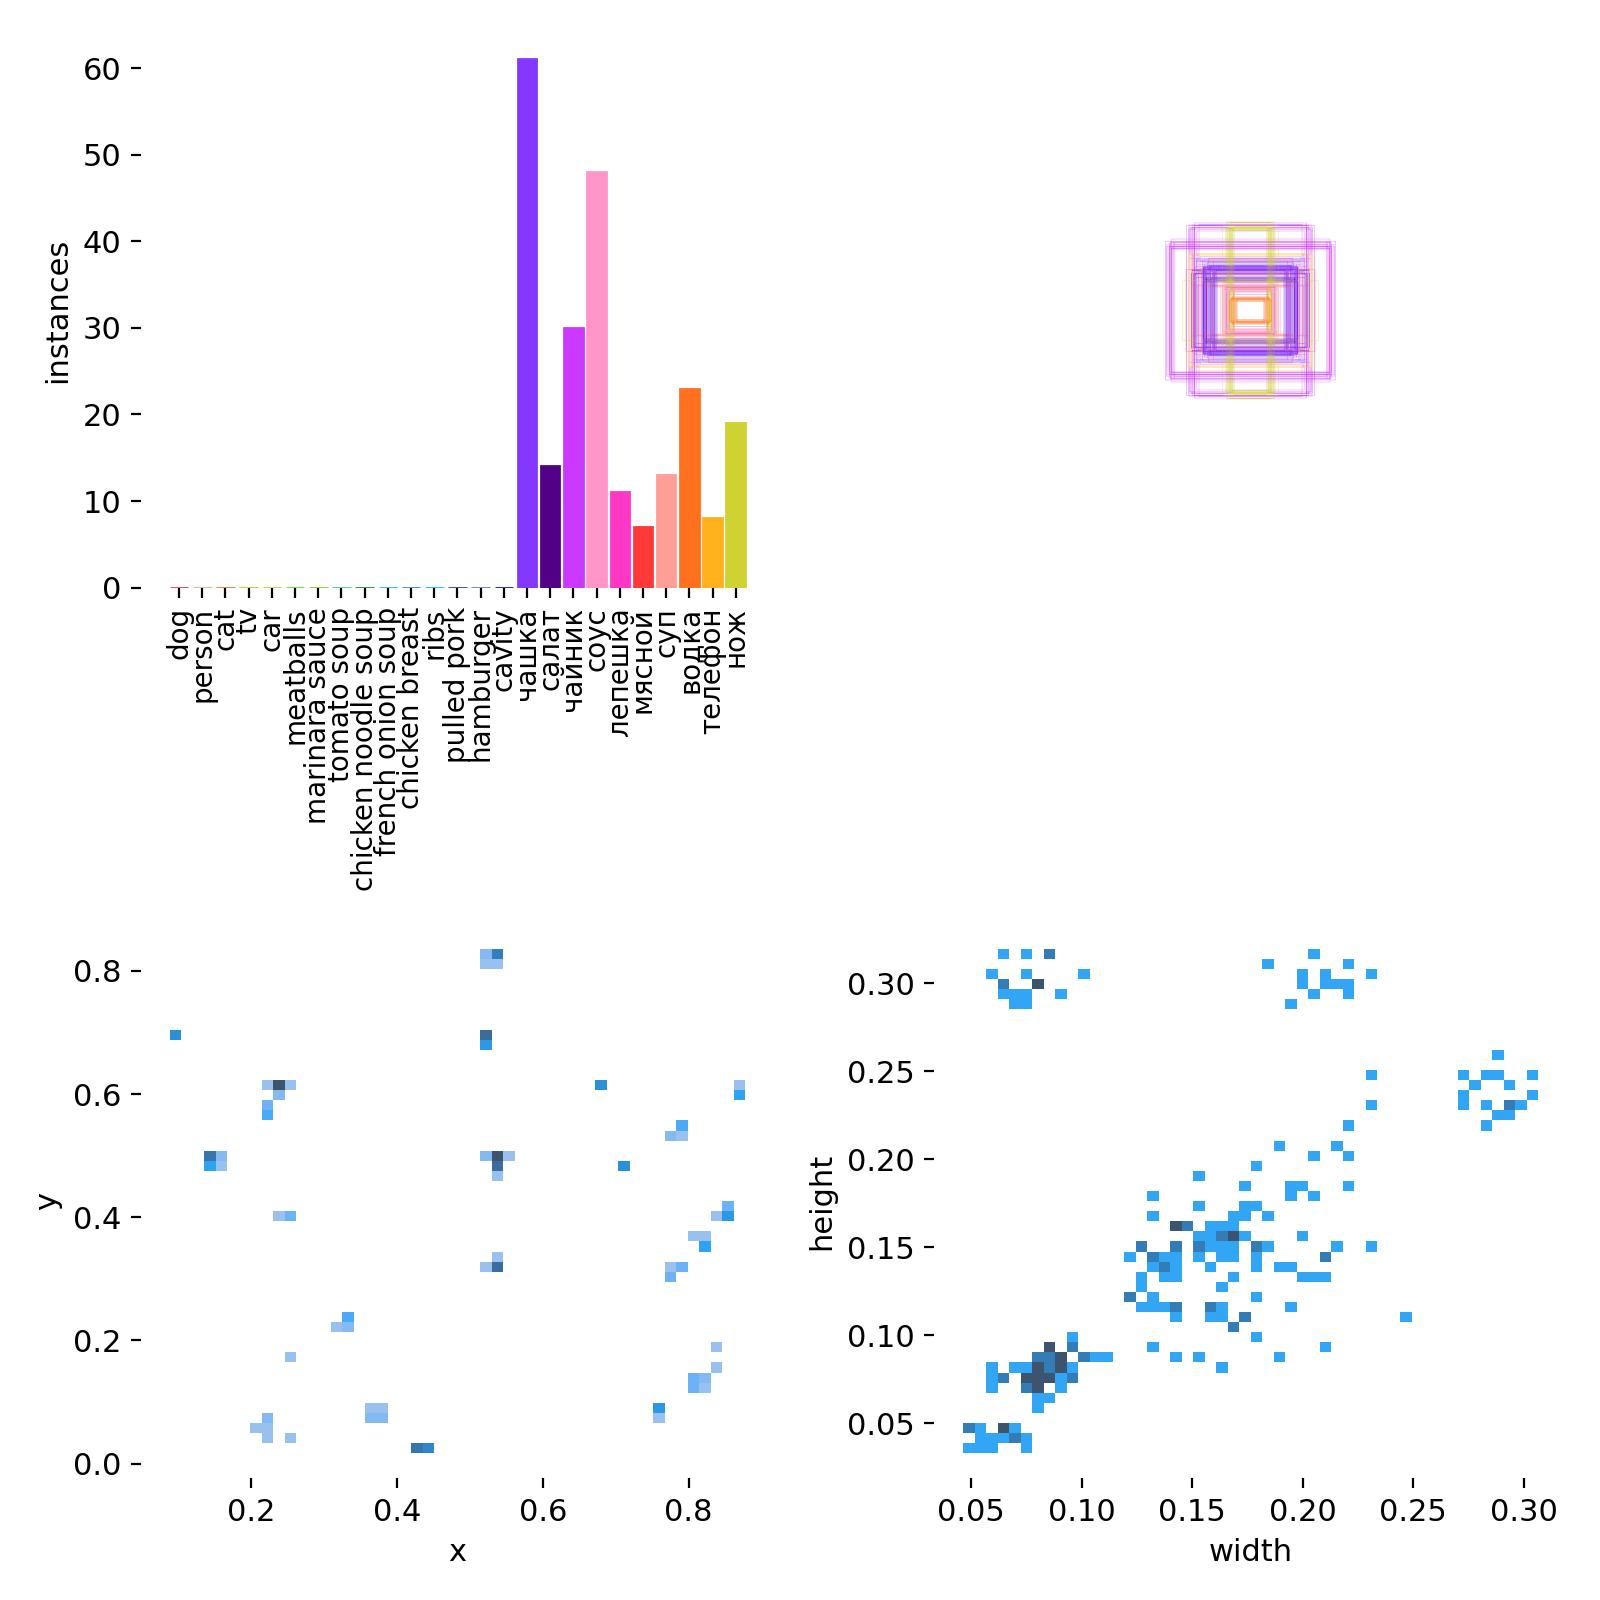 60
50
40
30
20
10
0
instances
dog
person
cat
tv
car
meatballs
marinara sauce
tomato soup
chicken noodle soup
french onion soup
chicken breast
ribs
pulled pork
hamburger
cavity
чашка
салат
чайник
соус
лепешка
мясной
суп
водка
телефон
нож
0.8
0.6
0.4
0.2
0.0
y
0.2 0.4 0.6 0.8
x
0.30
0.25
0.20
0.15
0.10
0.05
height
0.05 0.10 0.15 0.20 0.25 0.30
width